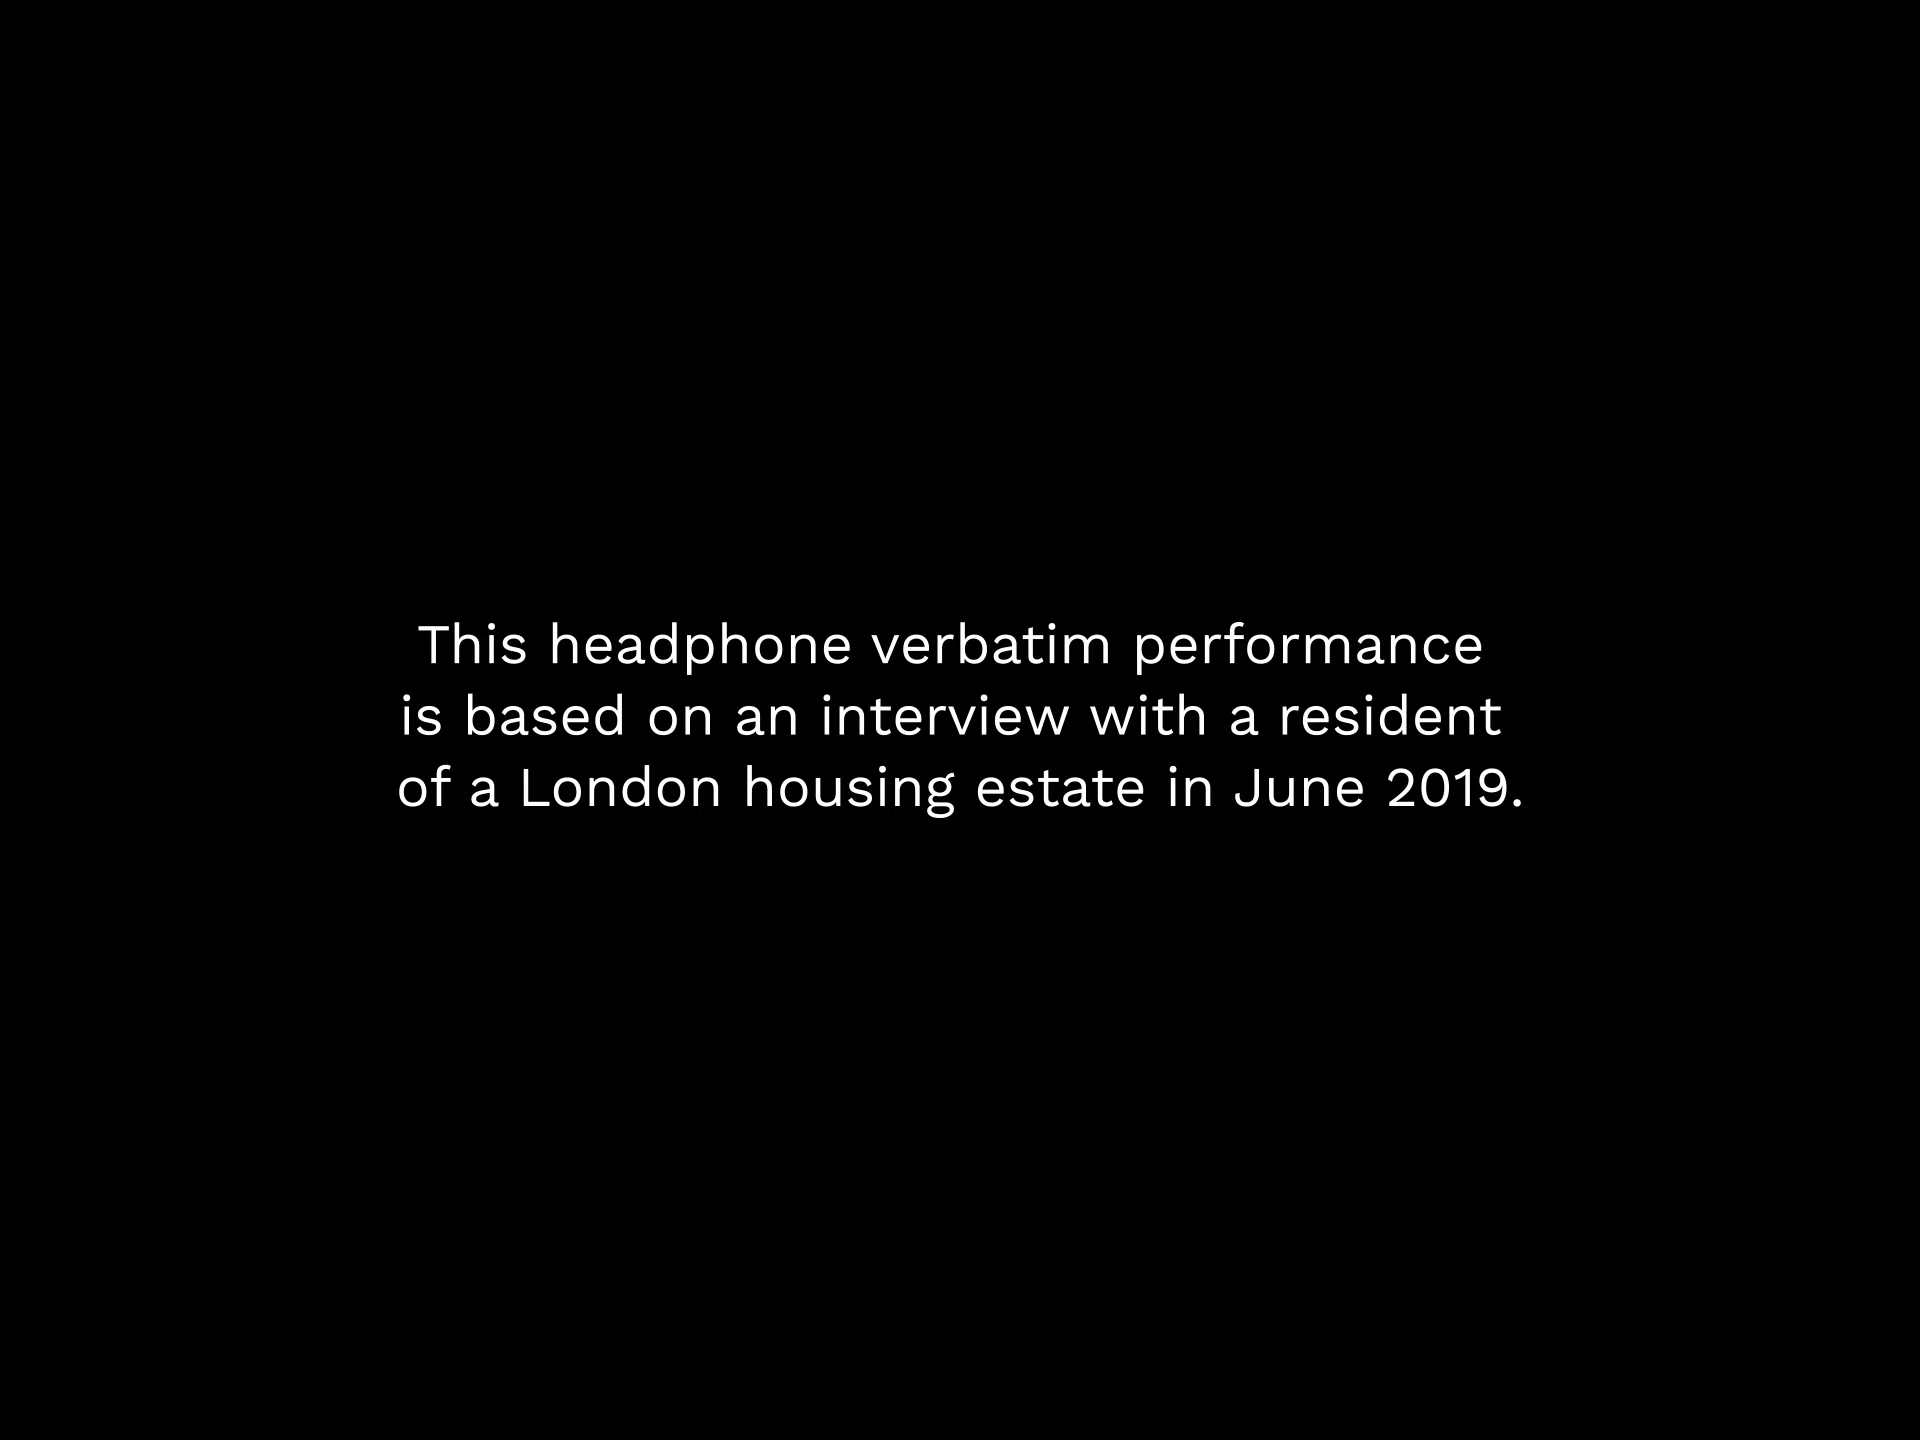 This headphone verbatim performance
is based on an interview with a resident
of a London housing estate in June 2019.